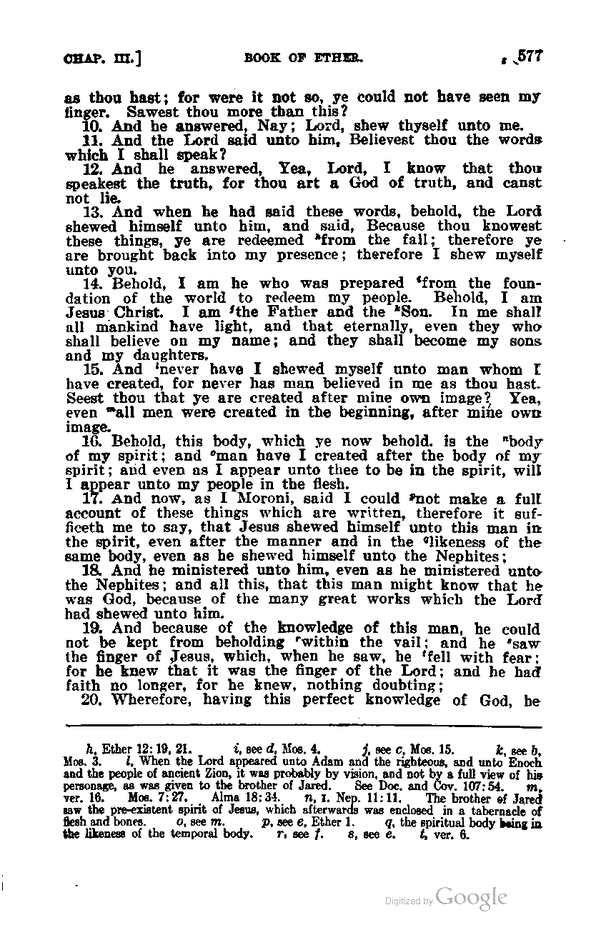 CHAP. III.] BOOK OF ETHER. 577
as thou hast; for were it not so, ye could not have seen my
finger. Sawest thou more than this?
10. And he answered, Nay; Lord, shew thyself unto me.
11. And the Lord said unto him, Believest thou the words
which I shall speak?
12. And he answered, Yea, Lord, I know that thou
speakest the truth, for thou art a God of truth, and canst
not lie.
13. And when he had said these words, behold, the Lord
shewed himself unto him, and said, Because thou knowest
these things, ye are redeemed ʰfrom the fall; therefore ye
are brought back into my presence; therefore I shew myself
unto you.
14. Behold, I am he who was prepared ⁱfrom the foun-
dation of the world to redeem my people. Behold, I am
Jesus Christ. I am ʲthe Father and the ᵏSon. In me shall
all mankind have light, and that eternally, even they who
shall believe on my name; and they shall become my sons
and my daughters.
15. And ˡnever have I shewed myself unto man whom I
have created, for never has man believed in me as thou hast.
Seest thou that ye are created after mine own image? Yea,
even ᵐall men were created in the beginning, after mine own
image.
16. Behold, this body, which ye now behold, is the ⁿbody
of my spirit; and ᵒman have I created after the body of my
spirit; and even as I appear unto thee to be in the spirit, will
I appear unto my people in the flesh.
17. And now, as I Moroni, said I could ᵖnot make a full
account of these things which are written, therefore it suf-
ficeth me to say, that Jesus shewed himself unto this man in
the spirit, even after the manner and in the qlikeness of the
same body, even as he shewed himself unto the Nephites;
18. And he ministered unto him, even as he ministered unto
the Nephites; and all this, that this man might know that he
was God, because of the many great works which the Lord
had shewed unto him.
19. And because of the knowledge of this man, he could
not be kept from beholding ʳwithin the vail; and he ˢsaw
the finger of Jesus, which, when he saw, he ᵗfell with fear;
for he knew that it was the finger of the Lord; and he had
faith no longer, for he knew, nothing doubting;
20. Wherefore, having this perfect knowledge of God, he
h, Ether 12: 19, 21. i, see d, Mos. 4. j, see c, Mos. 15. k, see b,
Mos. 3. l, When the Lord appeared unto Adam and the righteous, and unto Enoch
and the people of ancient Zion, it was probably by vision, and not by a full view of his
personage, as was given to the brother of Jared. See Doc. and Cov. 107: 54. m,
ver. 16. Mos. 7: 27. Alma 18: 34. n, I. Nep. 11: 11. The brother of Jared
saw the pre-existent spirit of Jesus, which afterwards was enclosed in a tabernacle of
flesh and bones. o, see m. p, see e, Ether 1. q, the spiritual body being in
the likeness of the temporal body. r, see f. s, see e. t, ver. 6.
Digitized by Google